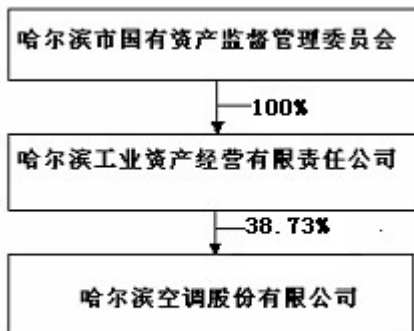 哈尔滨市国有资产监督管理委员会
100%
哈尔滨工业资产经营有限责任公司
38.73%
哈尔滨空调股份有限公司